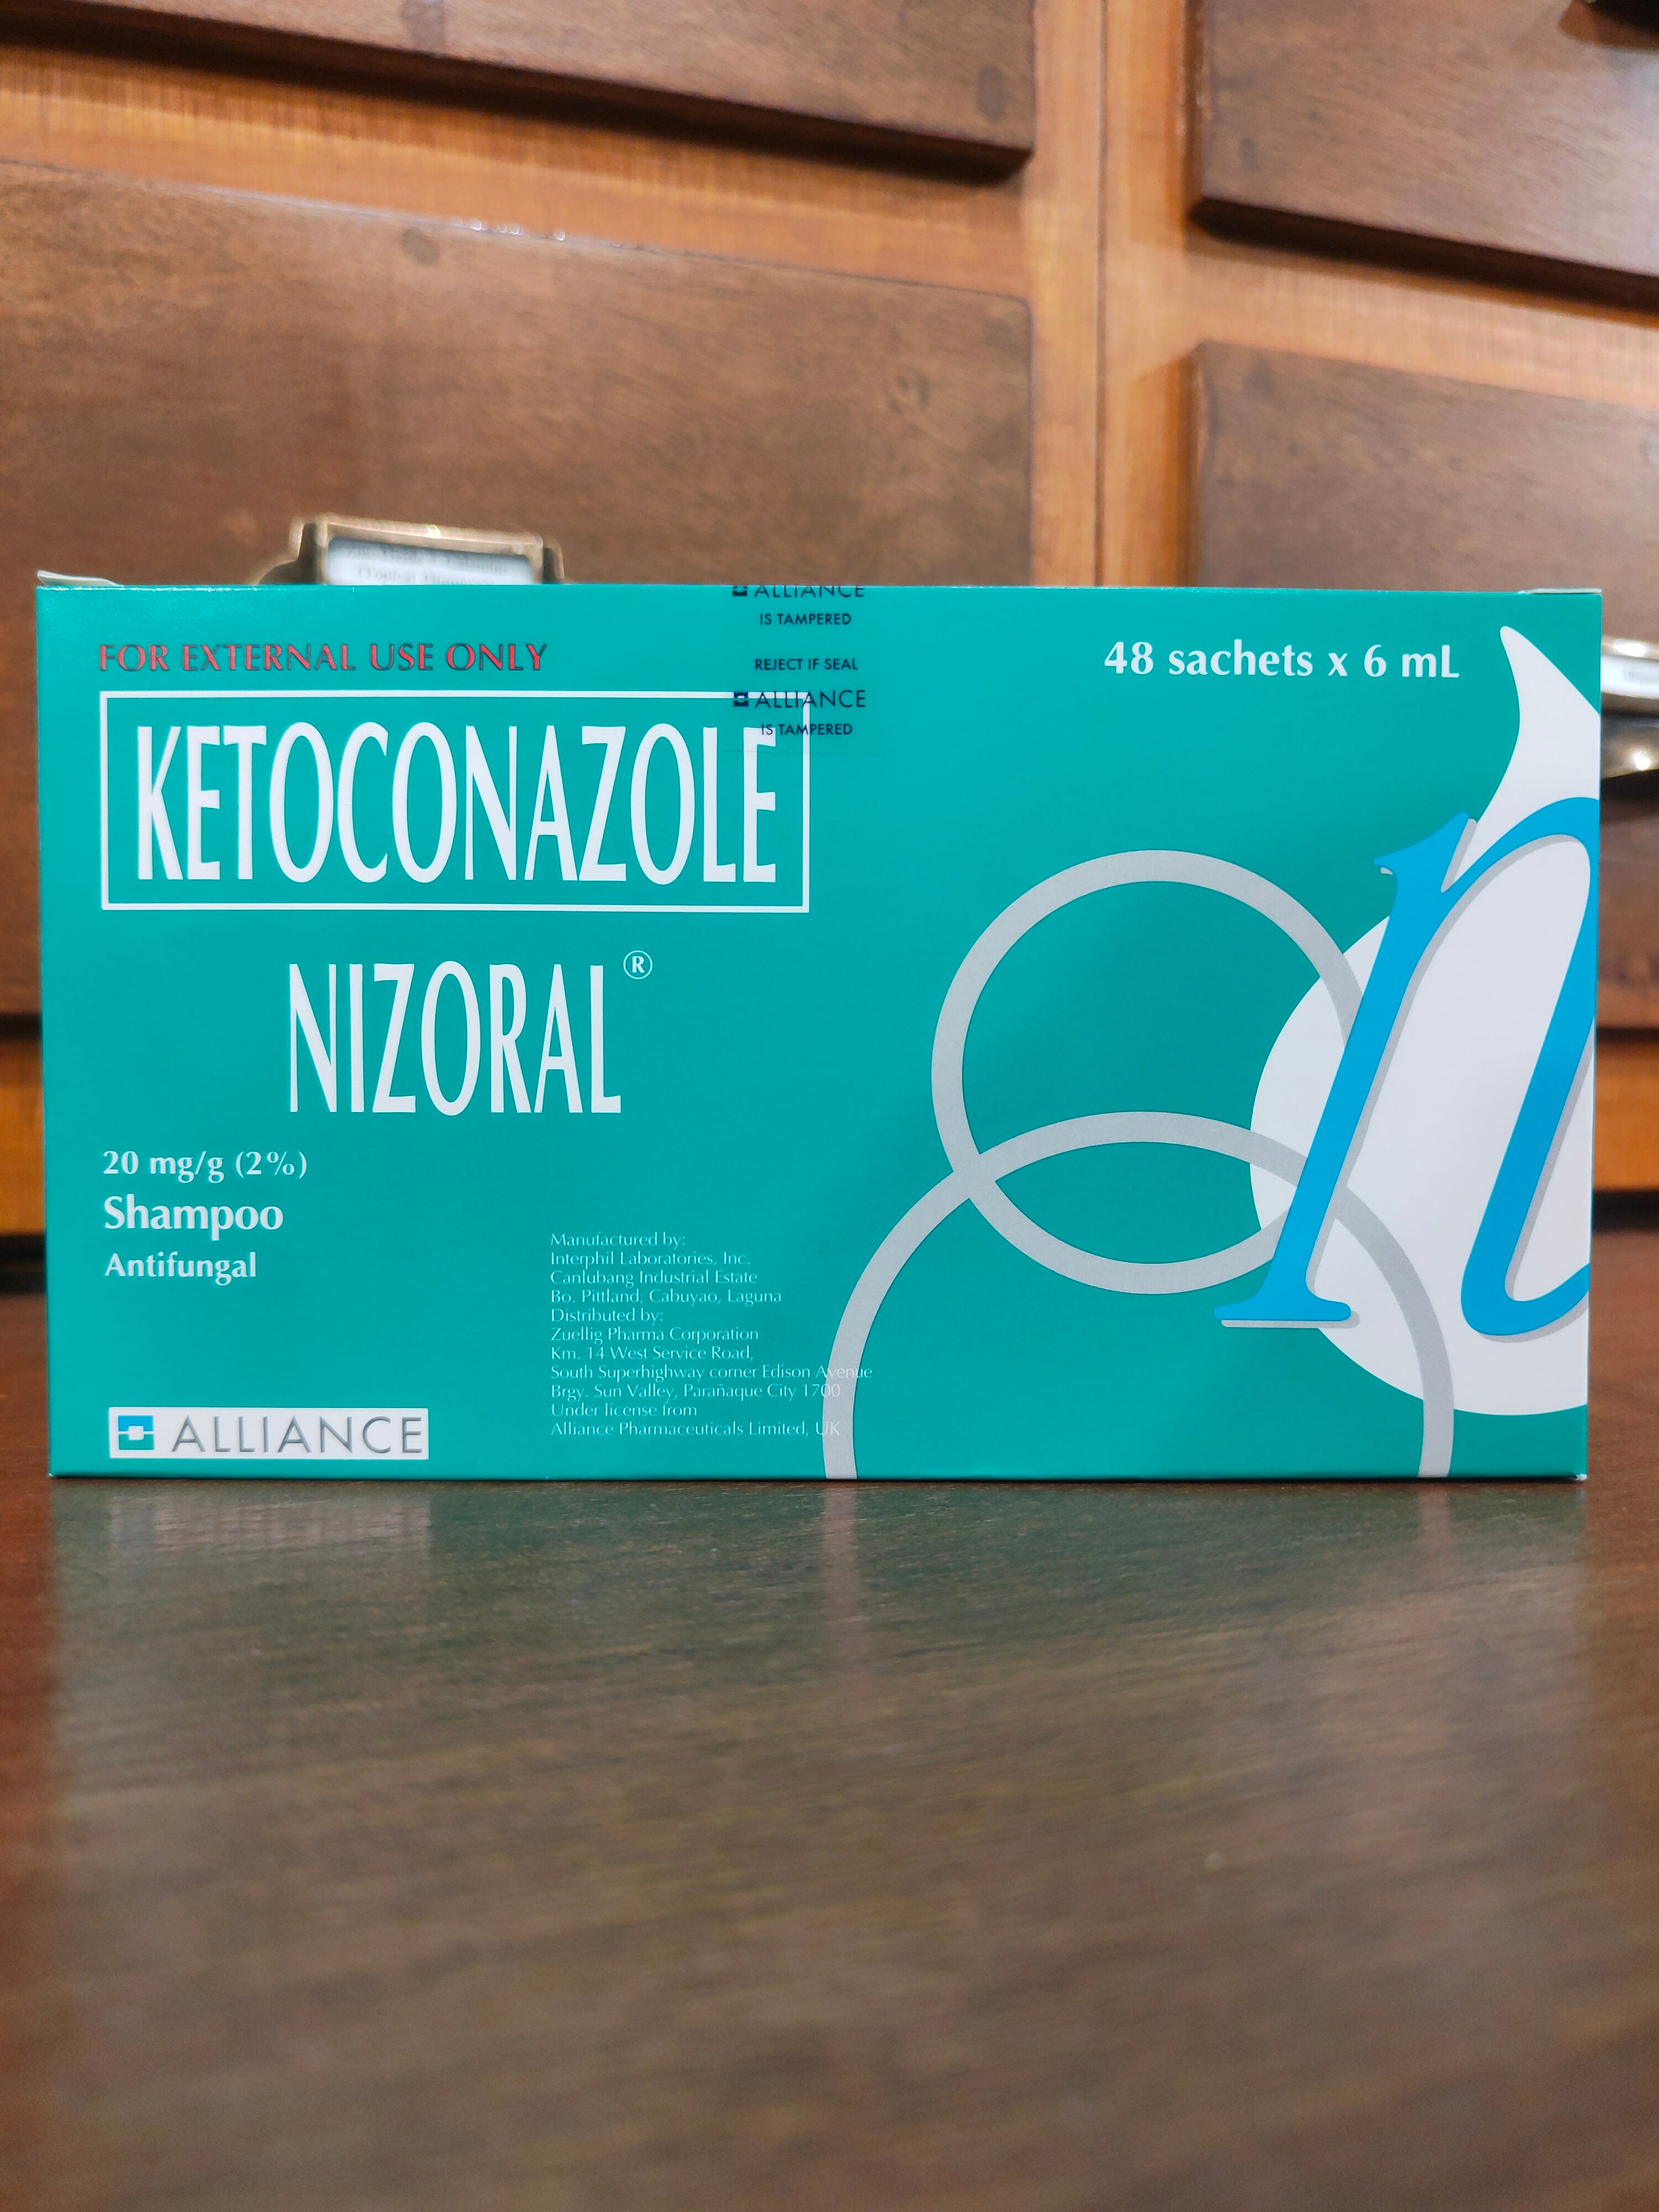 ALLIANCE
IS TAMPERED
REJECT IF SEAL
ALLIANCE
IS TAMPERED
FOR EXTERNAL USE ONLY
48 sachets x 6 mL
KETOCONAZOLE
NIZORAL®
20 mg/g (2%)
Shampoo
Antifungal
Manufactured by:
Interphil Laboratories, Inc.
Canlubang Industrial Estate
Bo. Pittland, Cabuyao, Laguna
Distributed by:
Zuellig Pharma Corporation
Km. 14 West Service Road,
South Superhighway corner Edison Avenue
Brgy. Sun Valley, Parañaque City 1700
Under license from
Alliance Pharmaceuticals Limited, UK
ALLIANCE
n